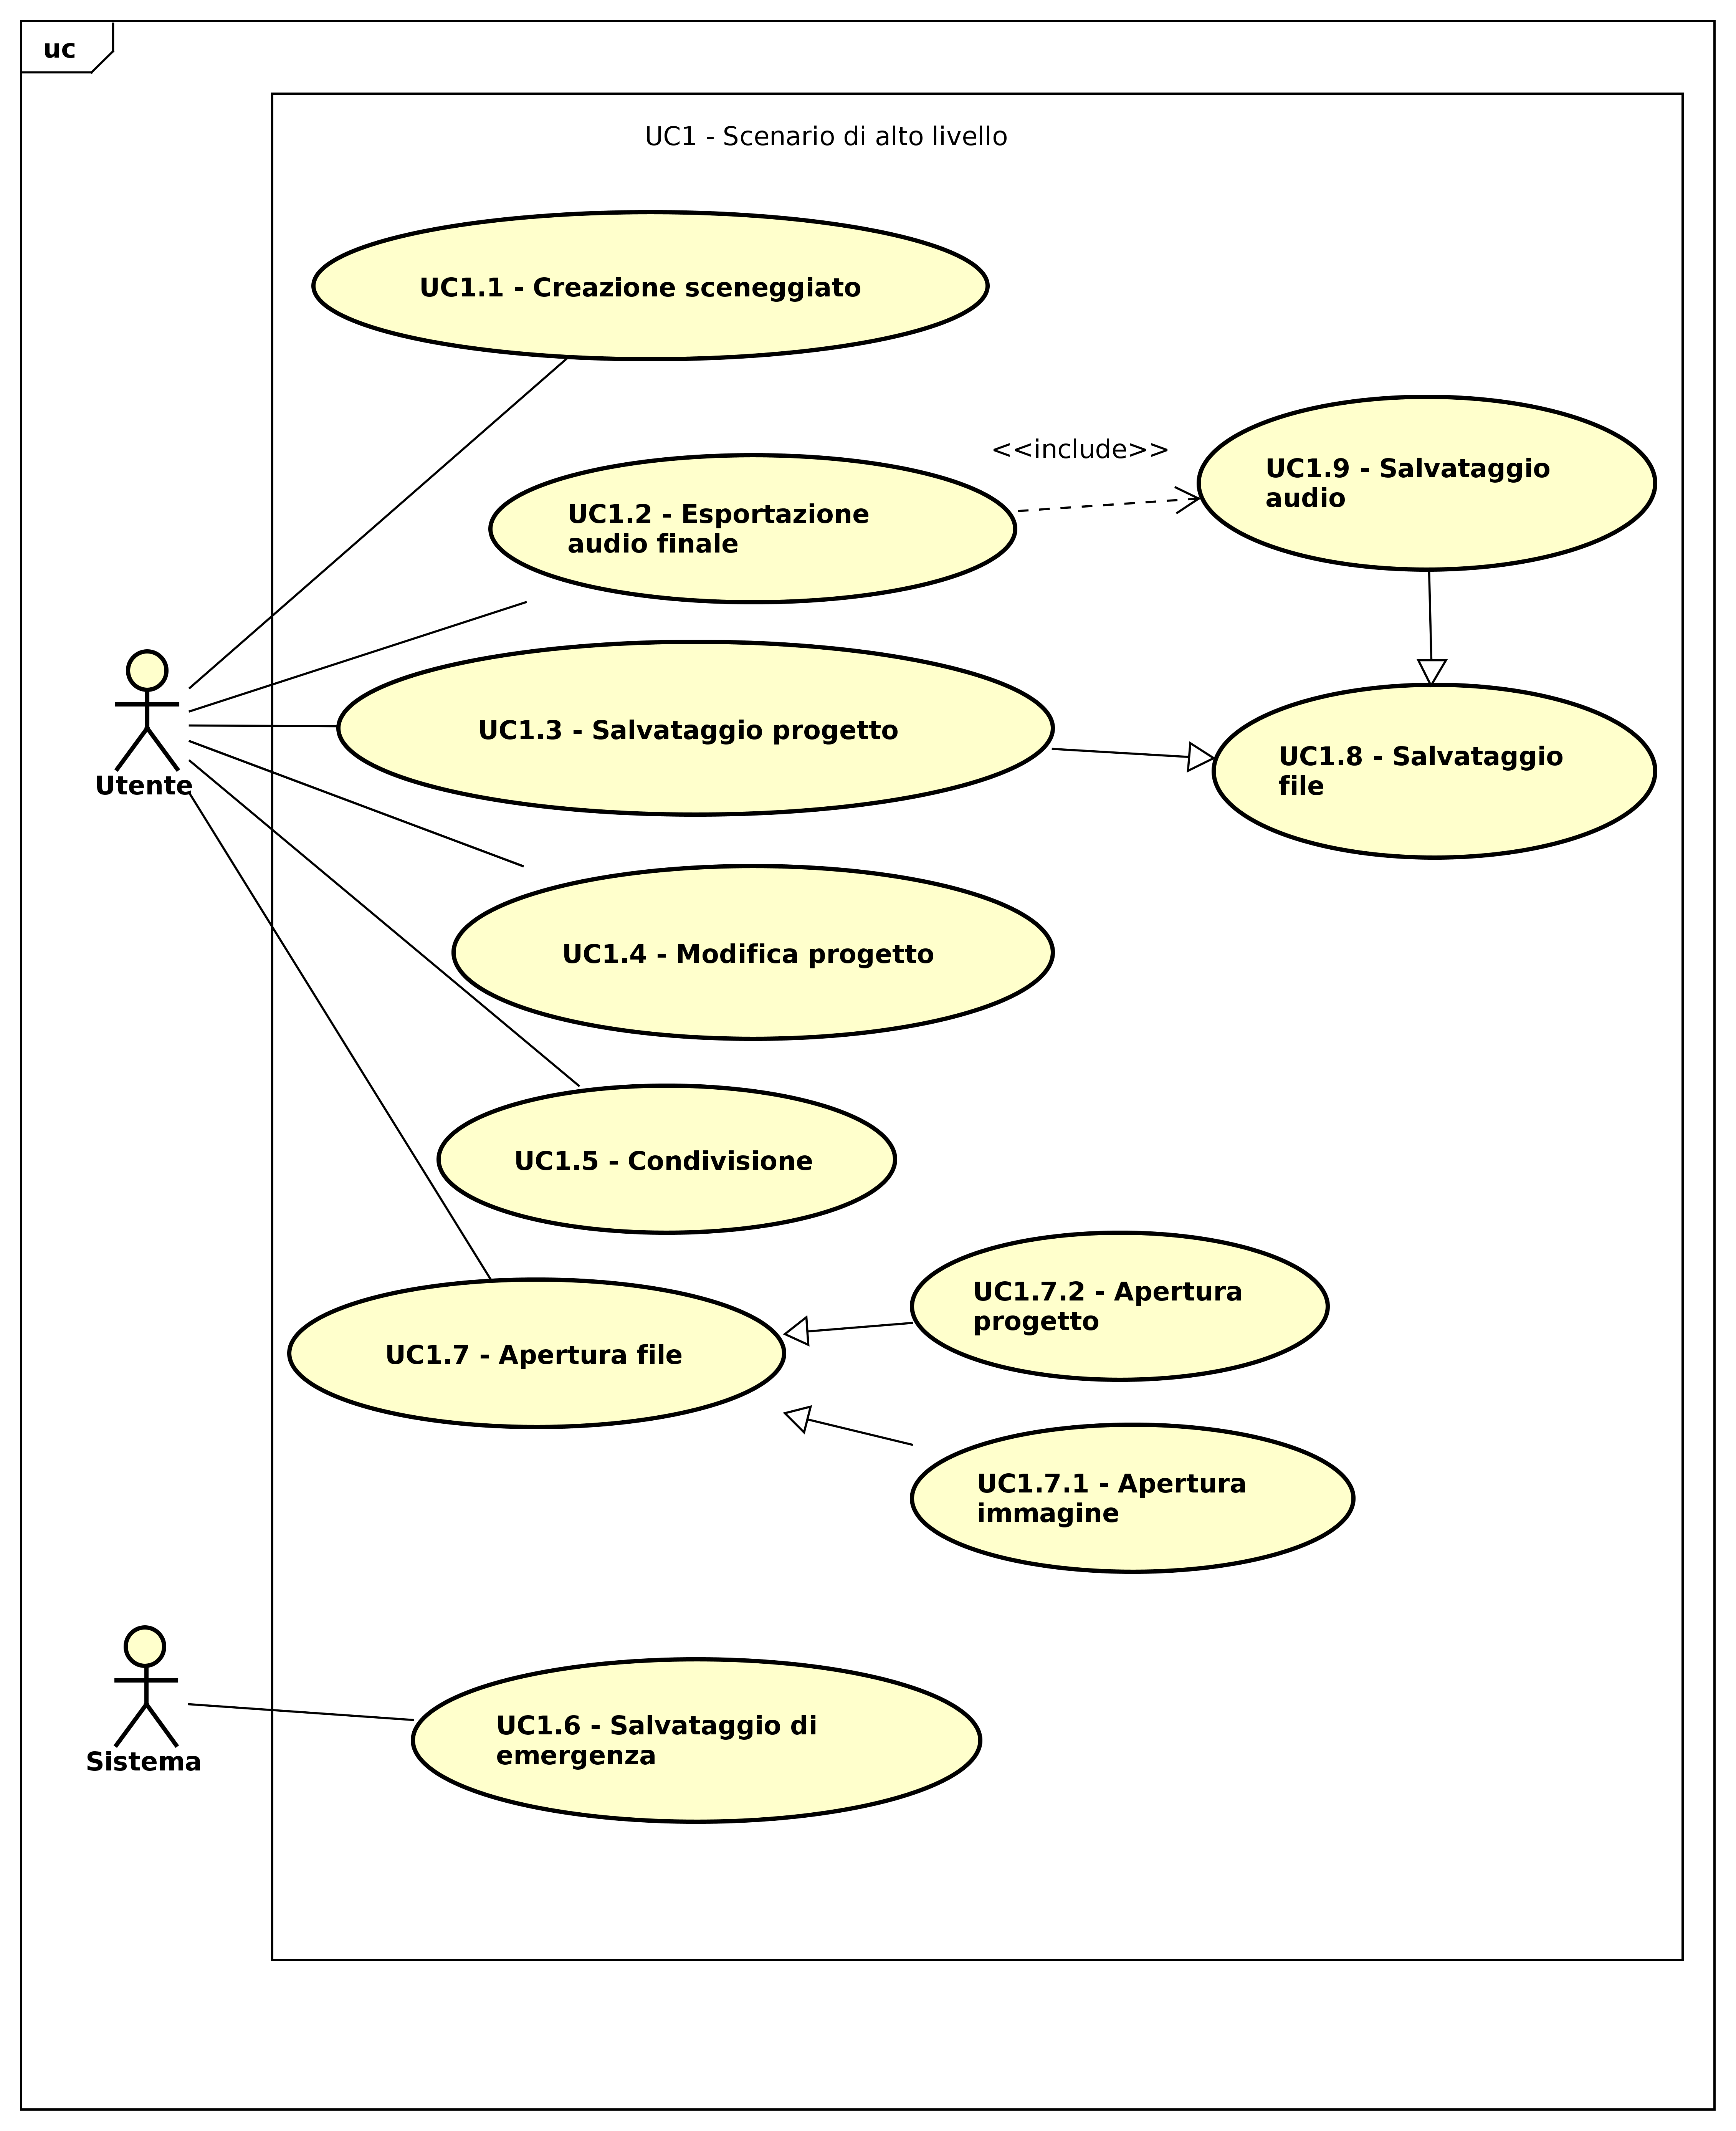 uc
UC1 - Scenario di alto livello
UC1.1 - Creazione sceneggiato
<<include>>
UC1.9 - Salvataggio
audio
UC1.2 - Esportazione
audio finale
UC1.3 - Salvataggio progetto
UC1.8 - Salvataggio
file
Utente
UC1.4 - Modifica progetto
UC1.5 - Condivisione
UC1.7.2 - Apertura
progetto
UC1.7 - Apertura file
UC1.7.1 - Apertura
immagine
UC1.6 - Salvataggio di
emergenza
Sistema